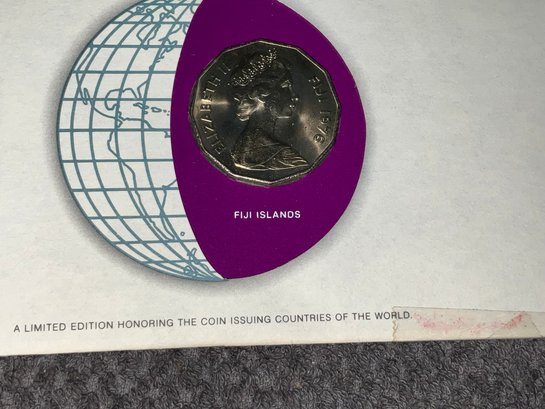 ELIZABETH II
FIJI 1976
FIJI ISLANDS
A LIMITED EDITION HONORING THE COIN ISSUING COUNTRIES OF THE WORLD.